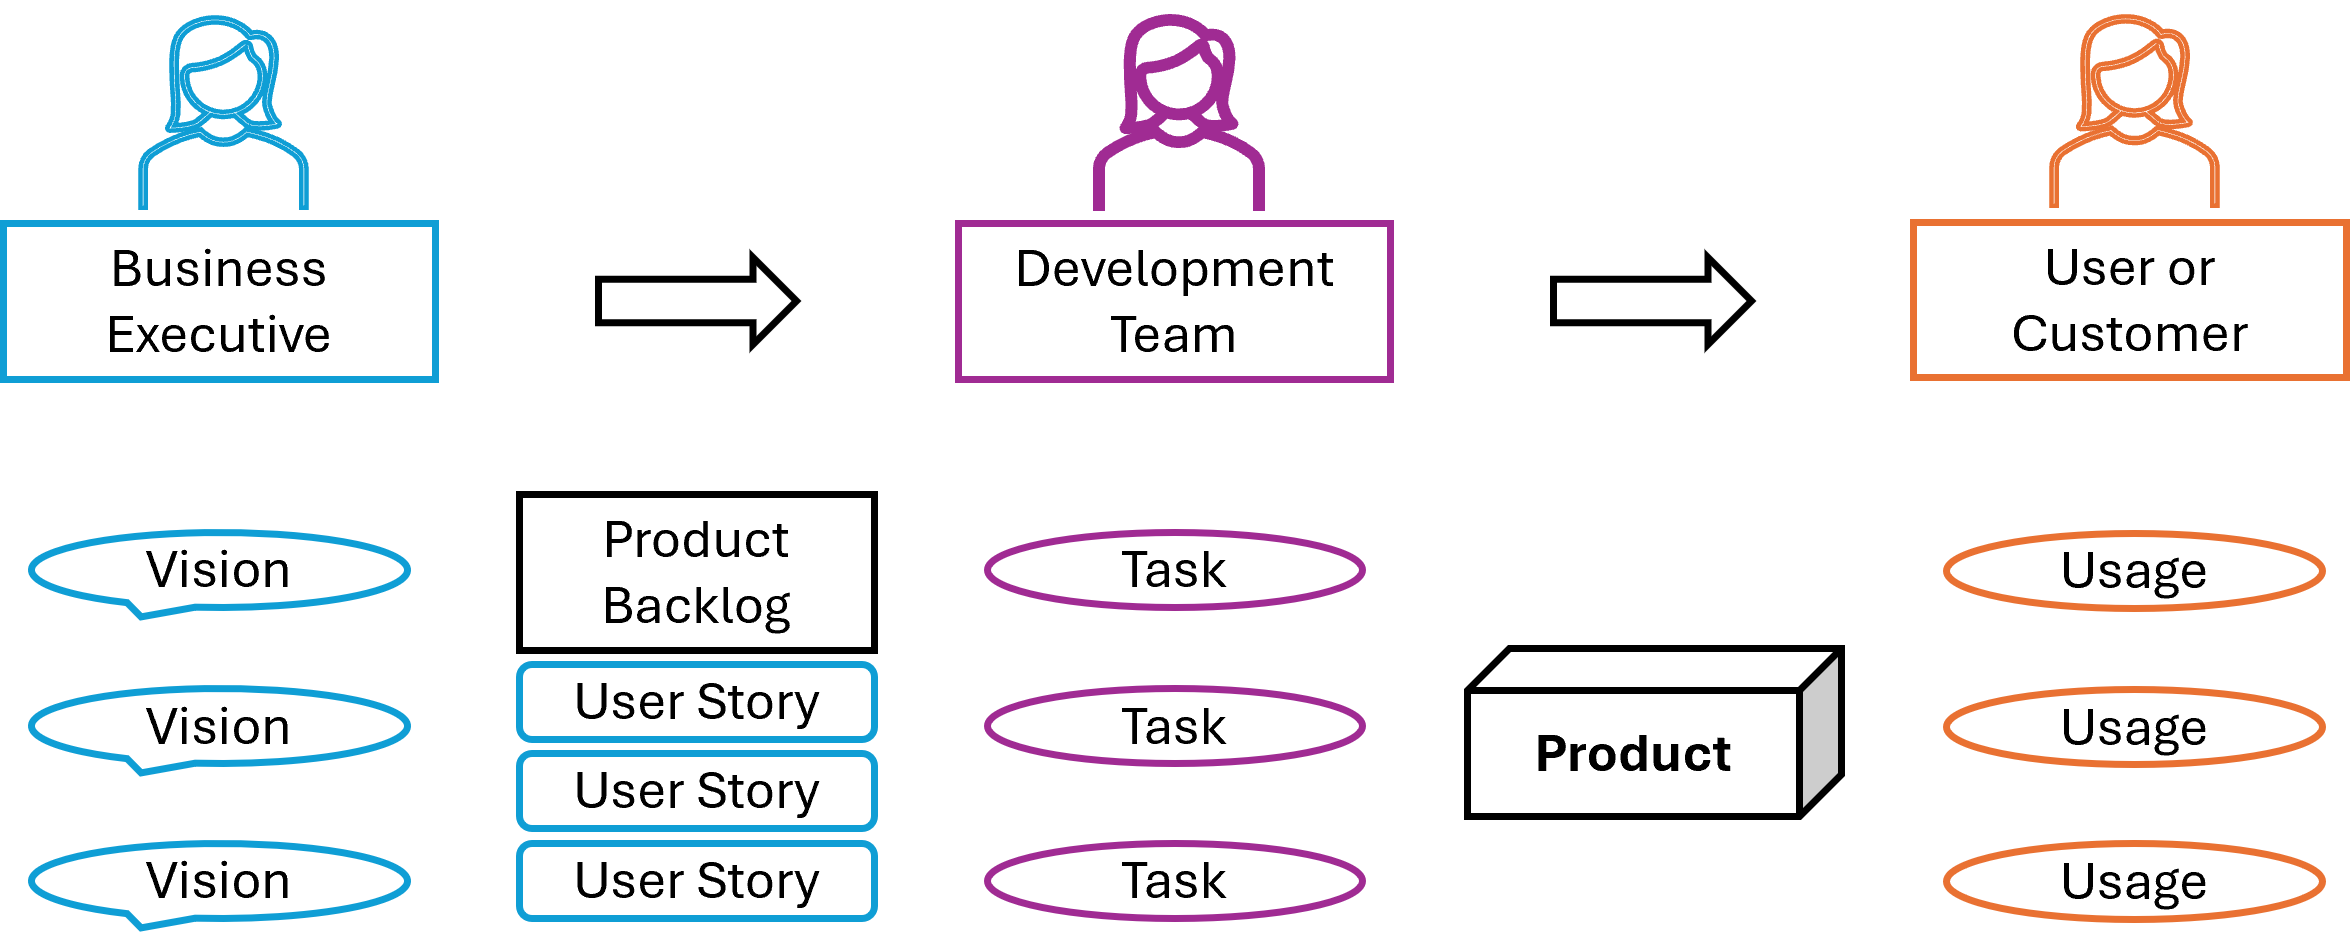 Business
Executive
Development
Team
User or
Customer
Vision
Vision
Vision
Product
Backlog
User Story
User Story
User Story
Task
Task
Task
Product
Usage
Usage
Usage